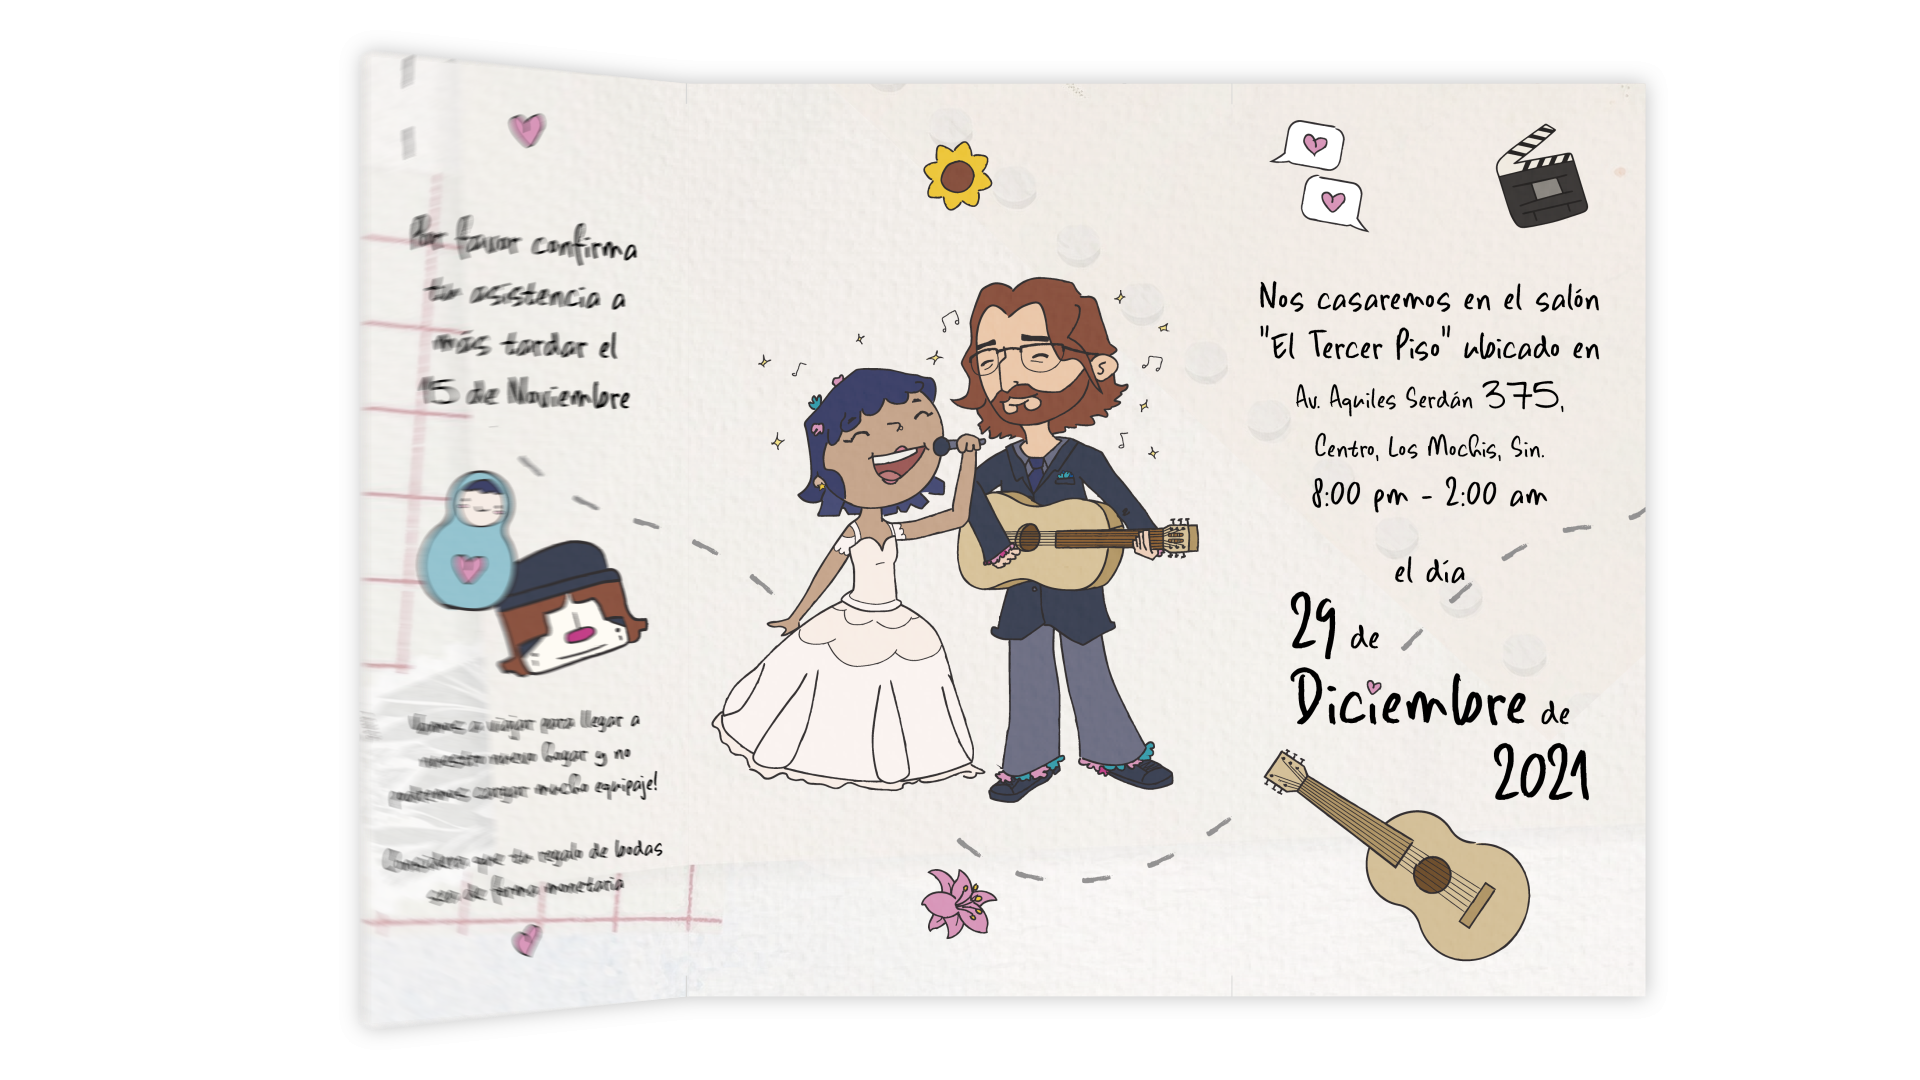 Por favor confirma
tu asistencia a
más tardar el
15 de Noviembre
Vamos a viajar para llegar a
nuestro nuevo hogar y no
podremos cargar mucho equipaje!
Considera que tu regalo de bodas
sea de forma monetaria
Nos casaremos en el salón
"El Tercer Piso" ubicado en
Av. Aquiles Serdán 375,
Centro, Los Mochis, Sin.
8:00 pm - 2:00 am
el día
29 de
Diciembre de
2021